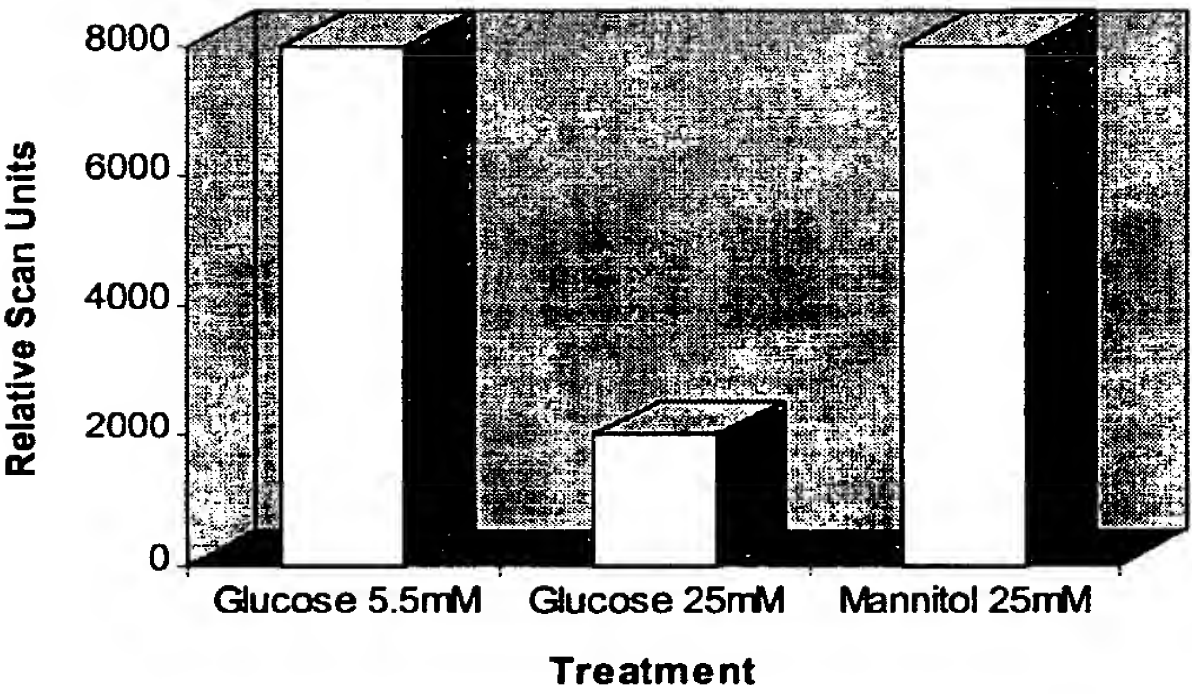 8000
6000
4000
2000
0
Relative Scan Units
Glucose 5.5mM Glucose 25mM Mannitol 25mM
Treatment